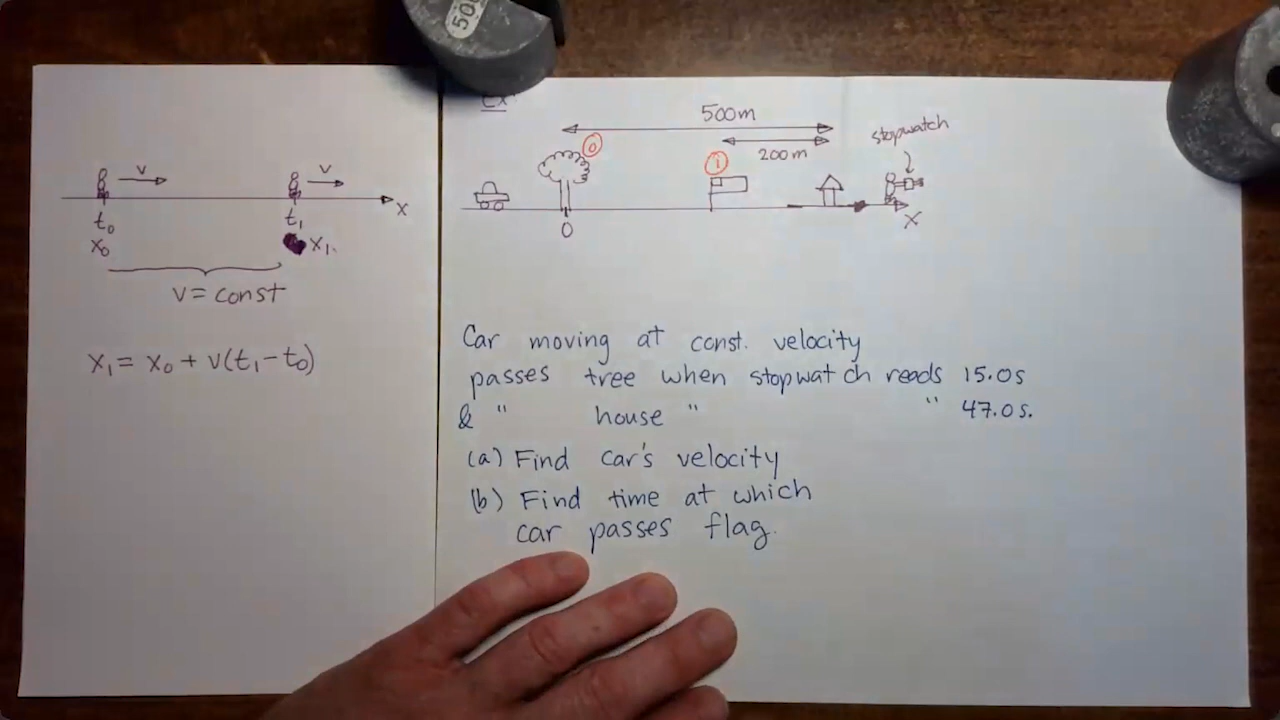 50
v
v
x
t₀
t₁
x₀
x₁
v = const
x₁ = x₀ + v(t₁-t₀)
Ex
500m
200m
0
1
stopwatch
0
x
Car moving at const. velocity
passes tree when stopwatch reads 15.0s
& " house " " 47.0s.
(a) Find car's velocity
(b) Find time at which
car passes flag.